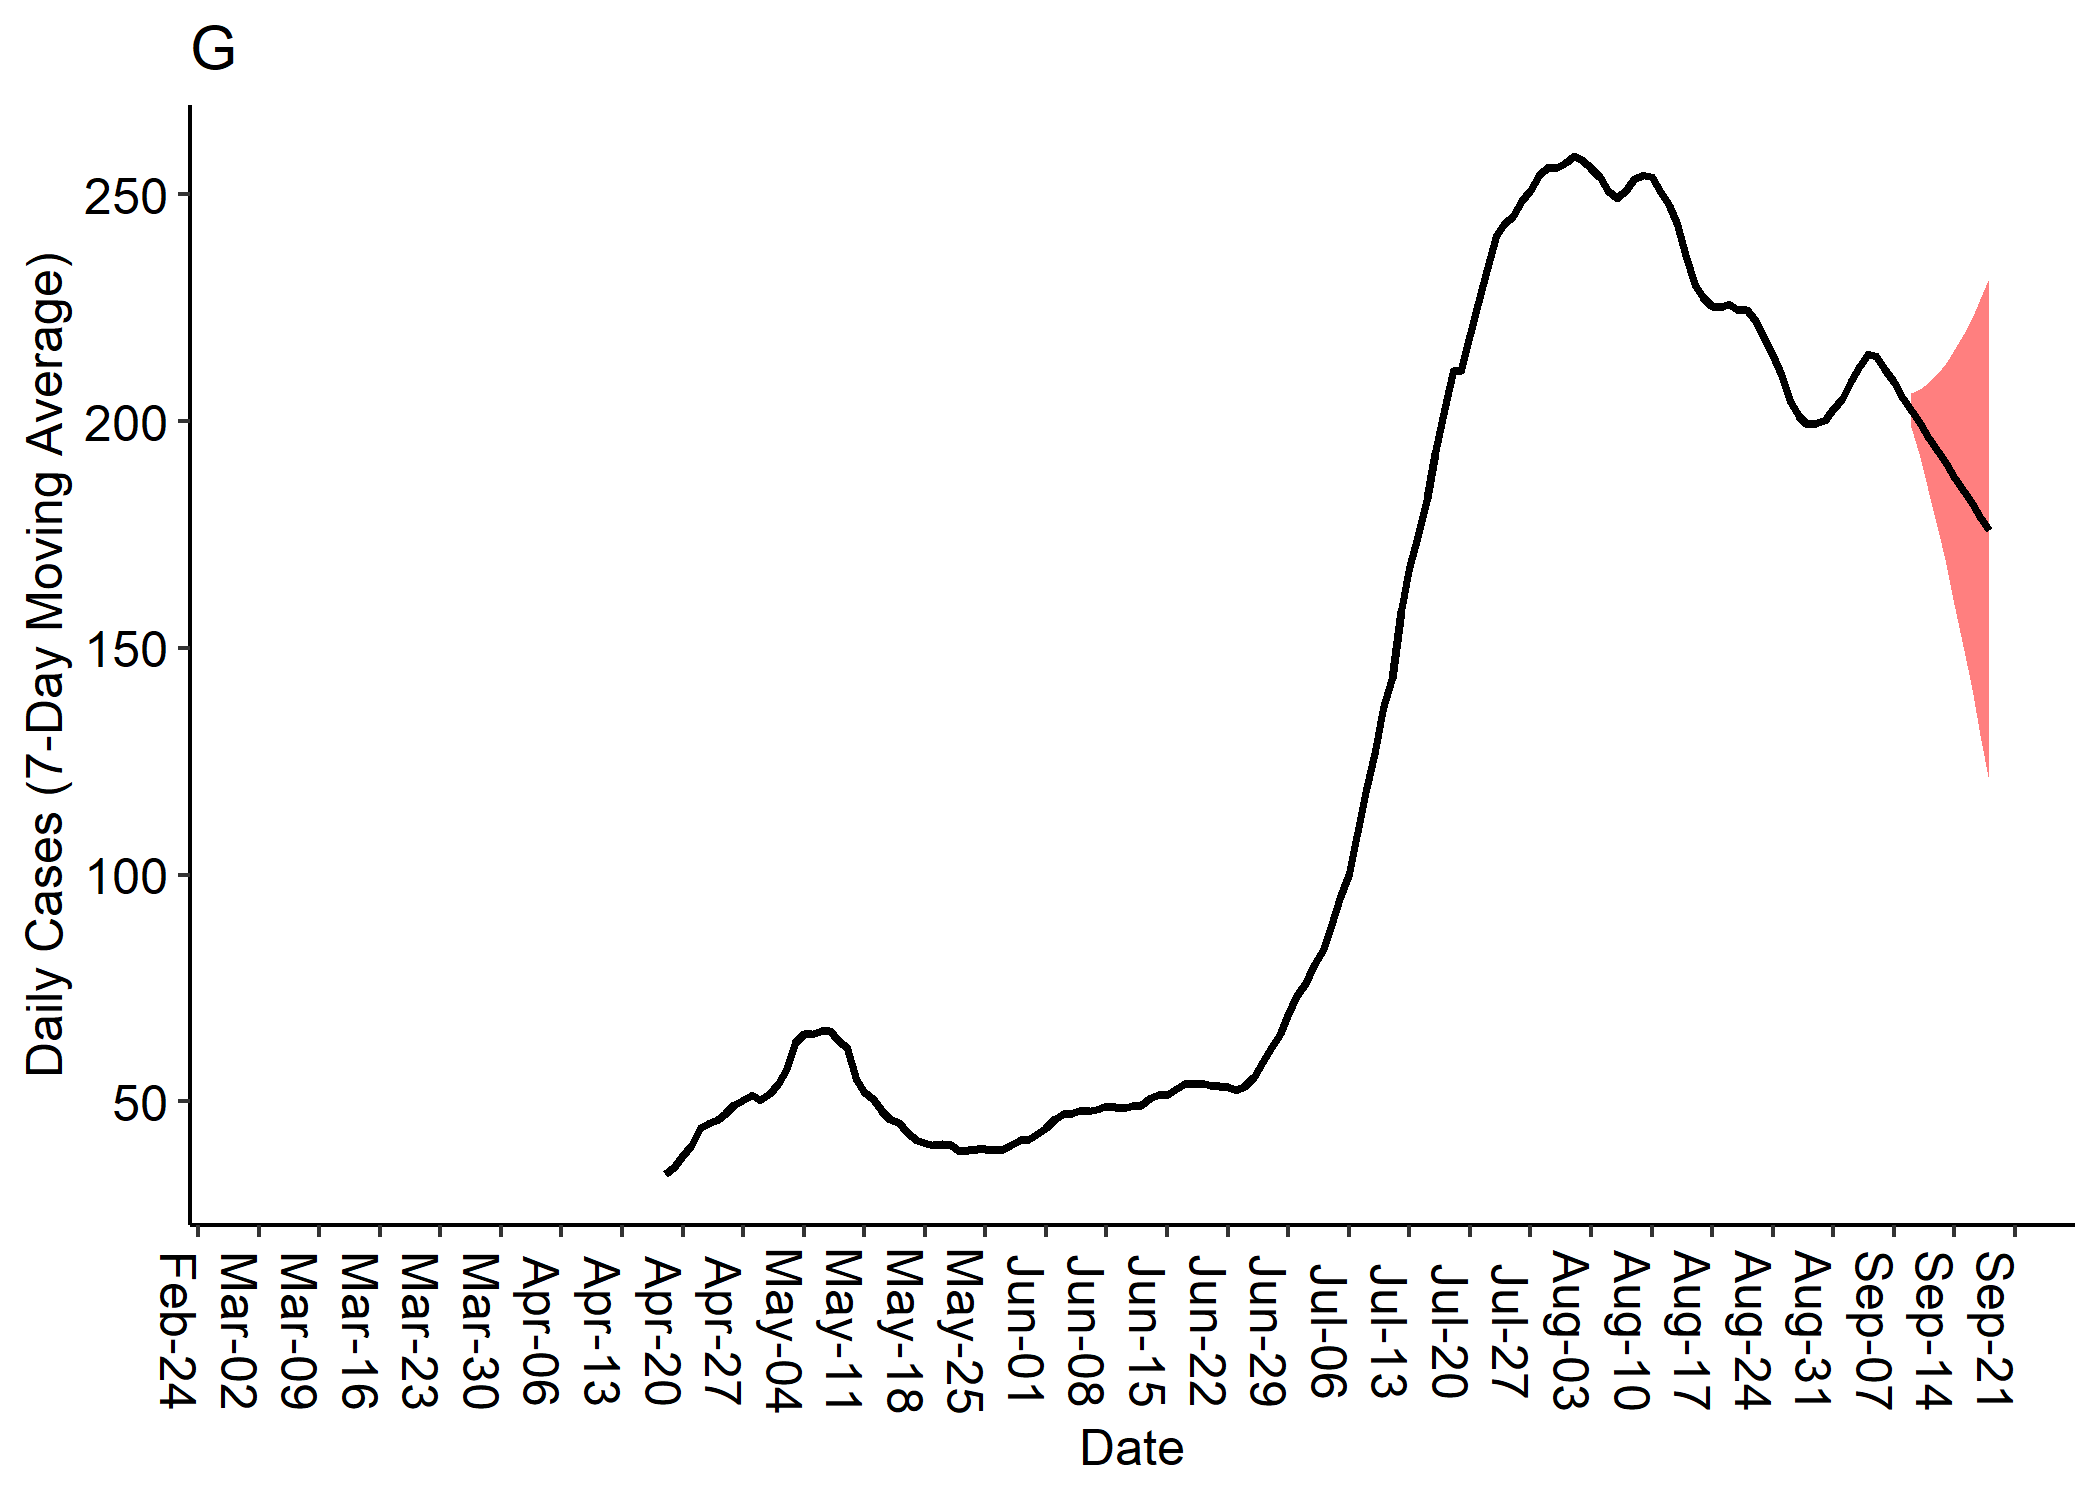 G
Daily Cases (7-Day Moving Average)
250
200
150
100
50
Feb-24
Mar-02
Mar-09
Mar-16
Mar-23
Mar-30
Apr-06
Apr-13
Apr-20
Apr-27
May-04
May-11
May-18
May-25
Jun-01
Jun-08
Jun-15
Jun-22
Jun-29
Jul-06
Jul-13
Jul-20
Jul-27
Aug-03
Aug-10
Aug-17
Aug-24
Aug-31
Sep-07
Sep-14
Sep-21
Date